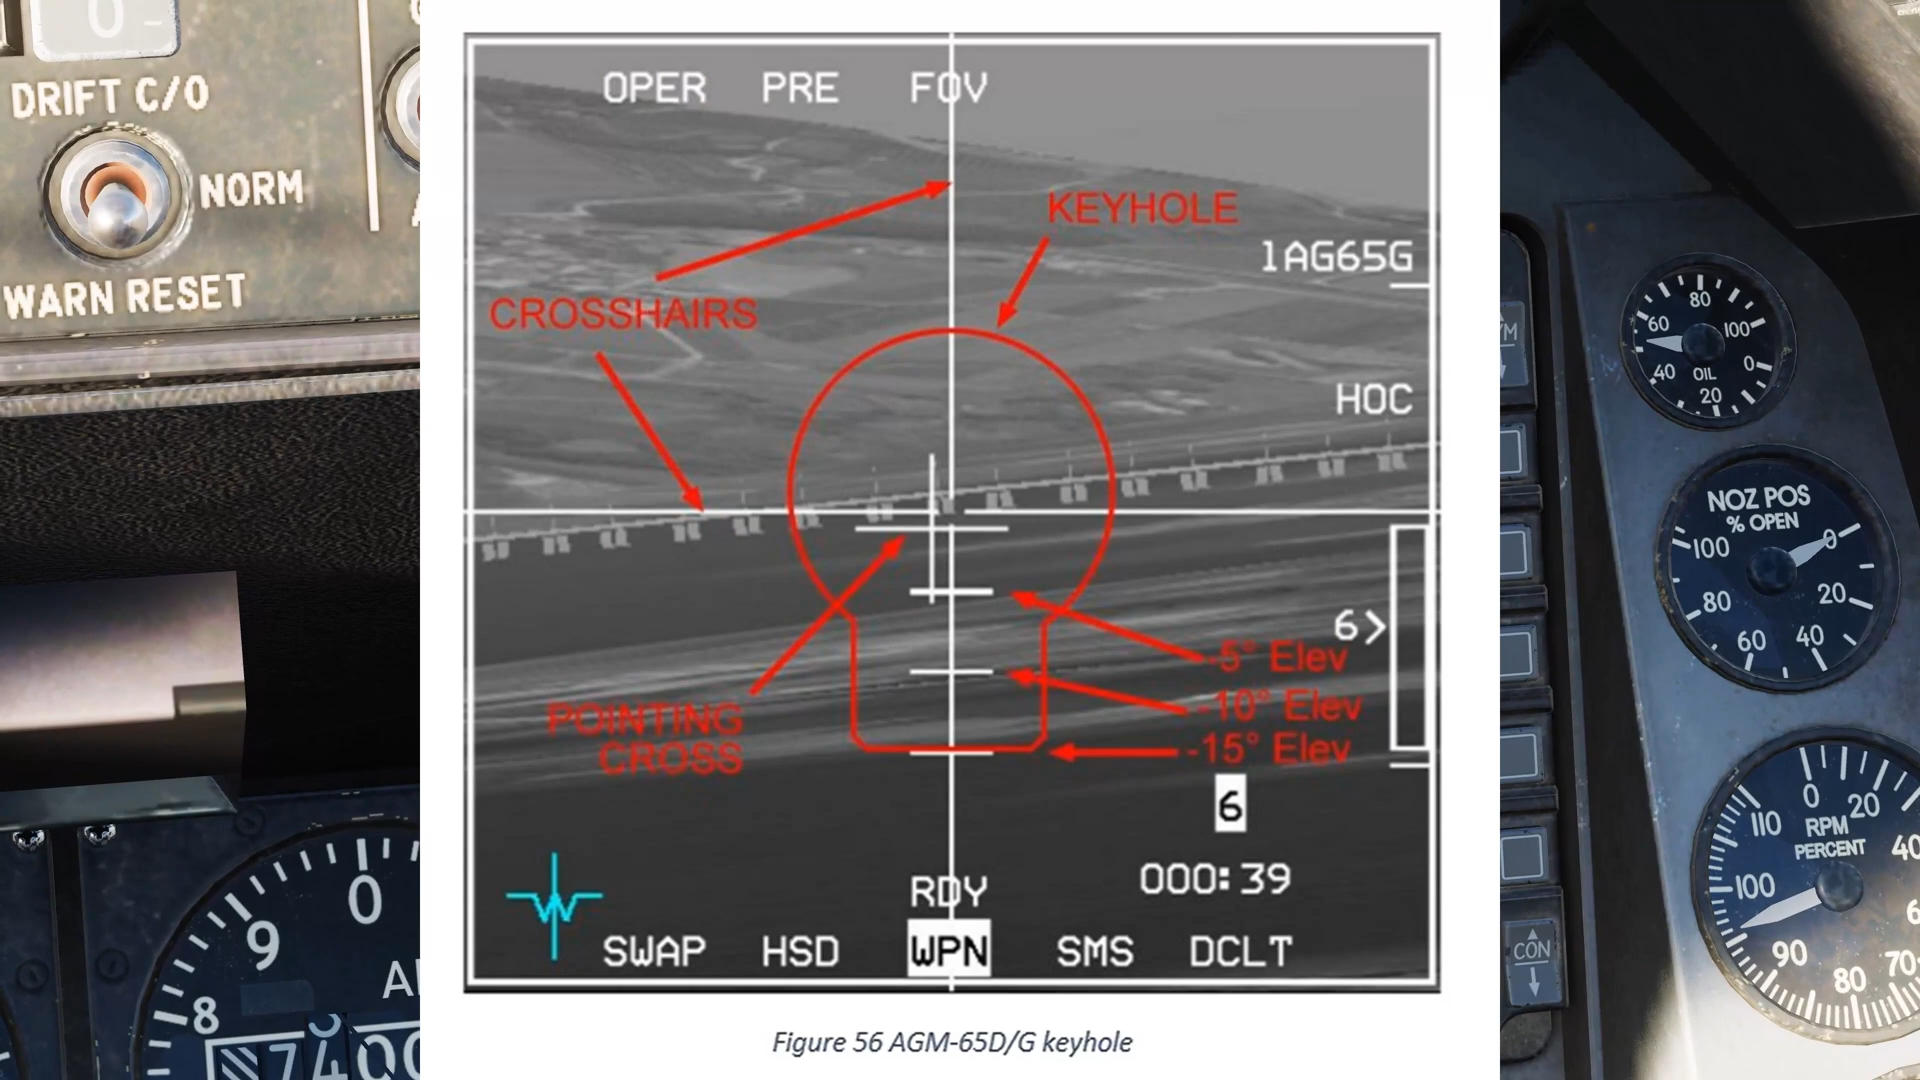 DRIFT C/O
NORM
WARN RESET
9
0
8
OPER PRE FOV
KEYHOLE
1AG65G
CROSSHAIRS
HOC
6>
-5° Elev
-10° Elev
-15° Elev
POINTING
CROSS
6
000:39
RDY
SWAP HSD WPN SMS DCLT
Figure 56 AGM-65D/G keyhole
80
60 100
40 OIL 0
20
NOZ POS
% OPEN
100 0
80 20
60 40
0 20
110 RPM 40
PERCENT
100
90 80 70
CON